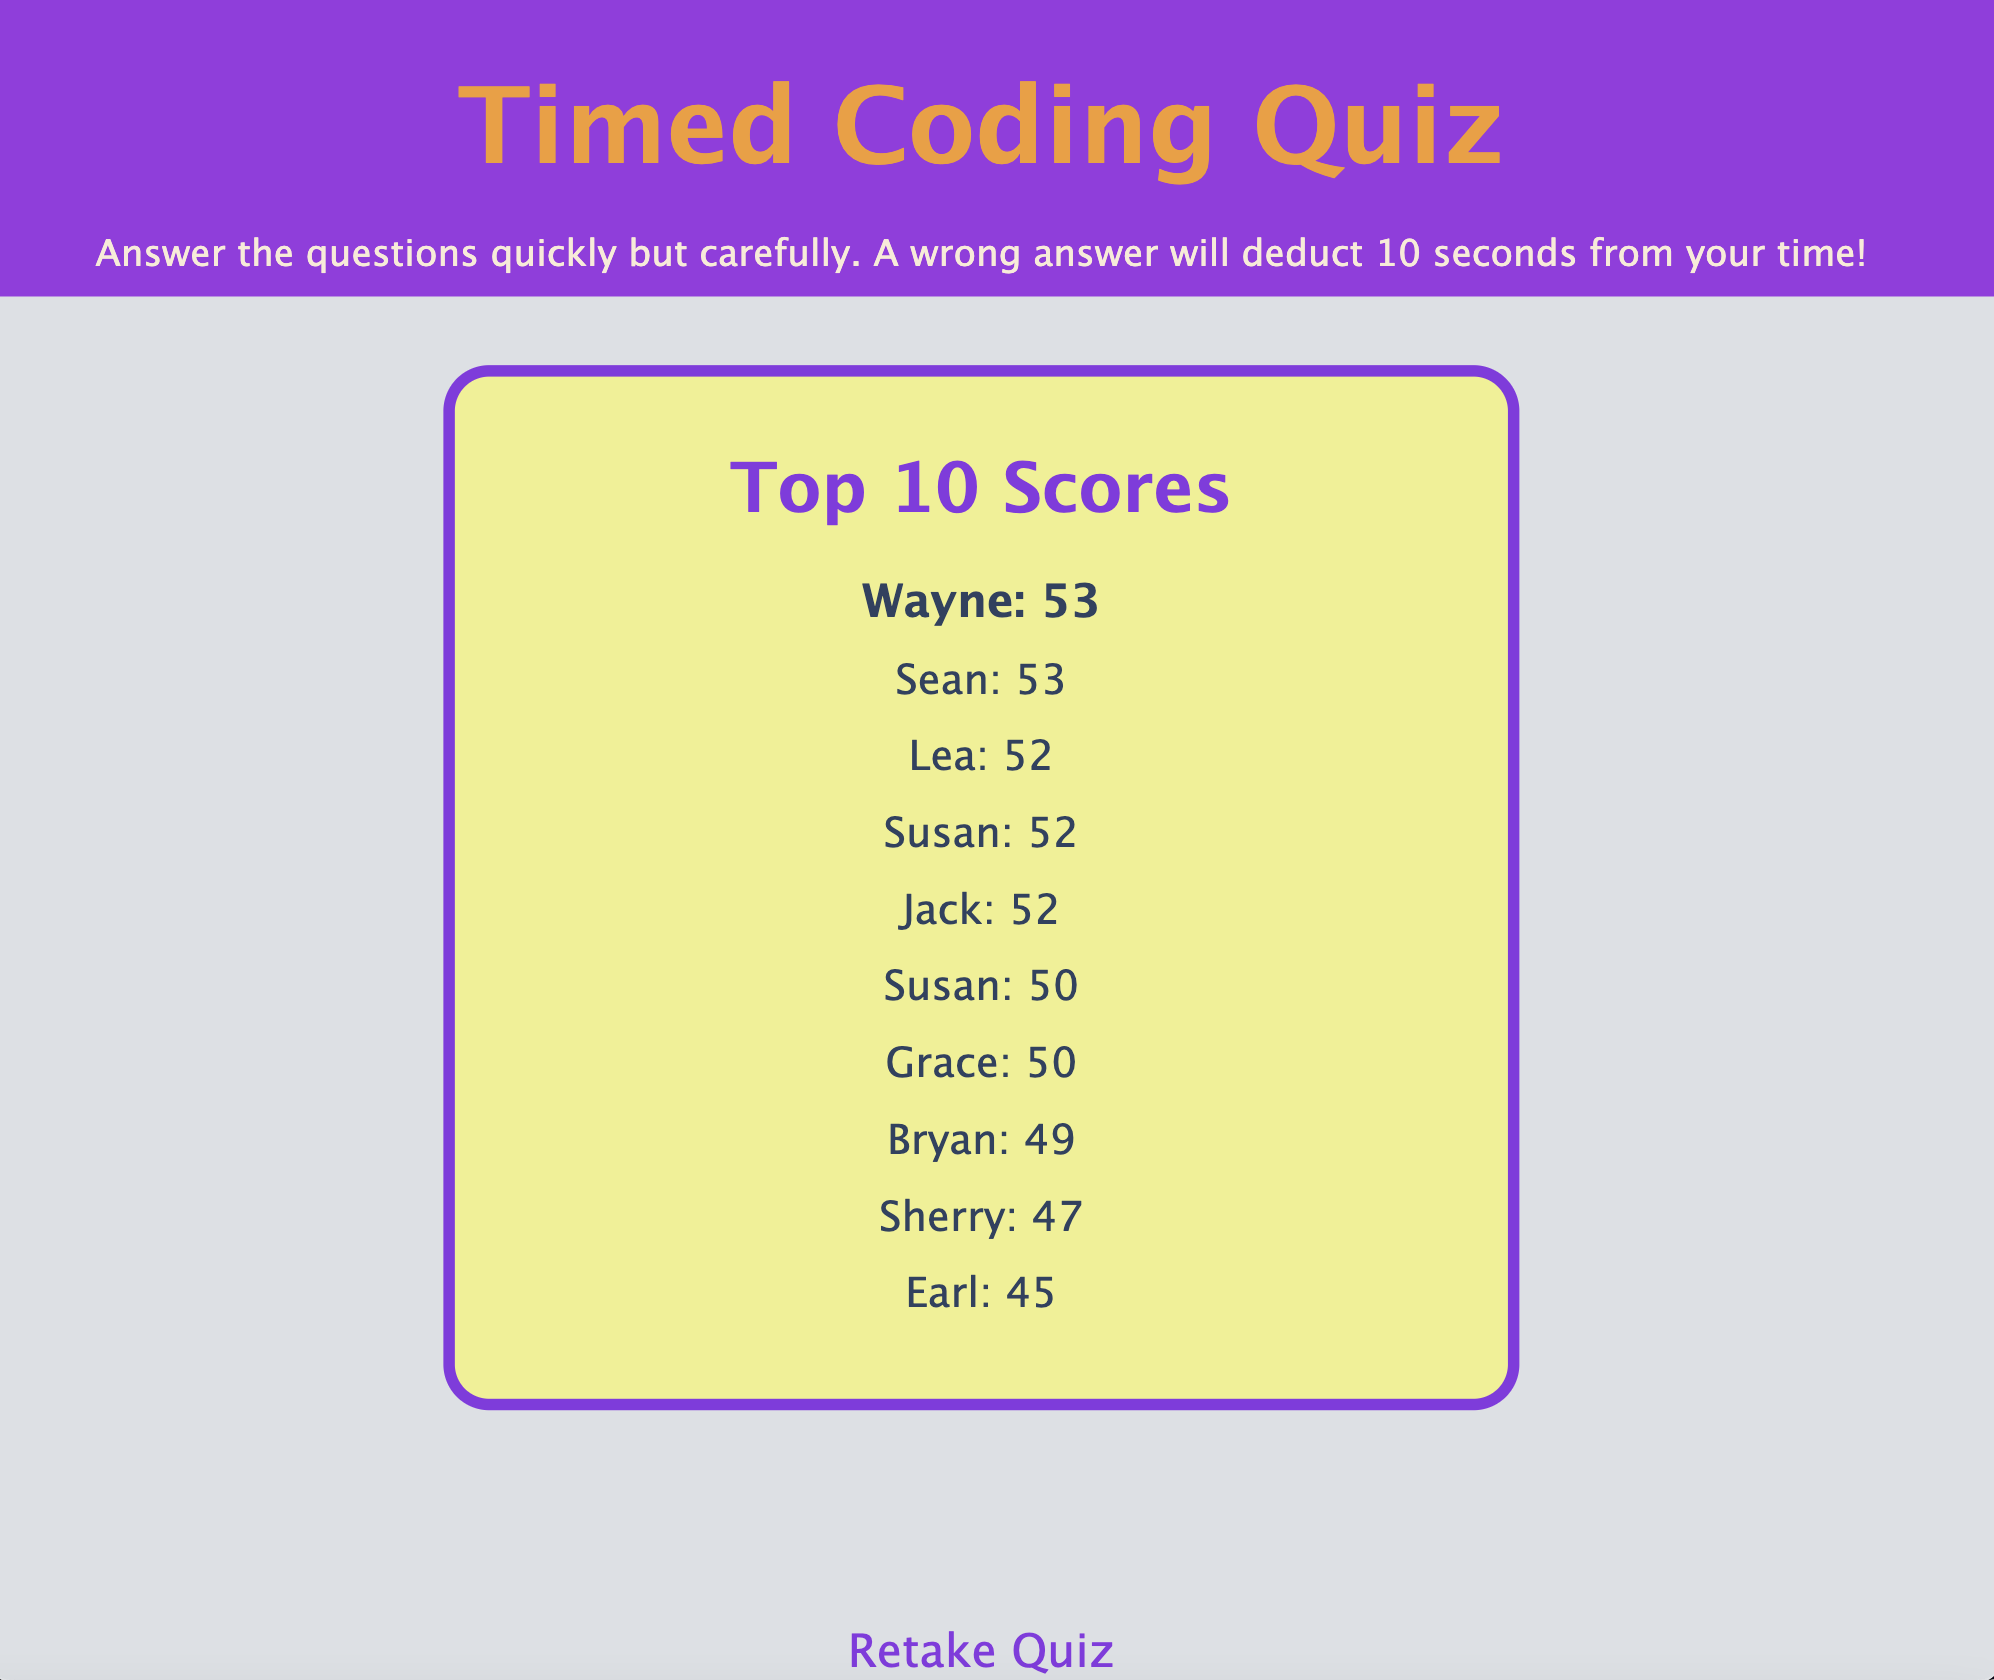 Timed Coding Quiz
Answer the questions quickly but carefully. A wrong answer will deduct 10 seconds from your time!
Top 10 Scores
Wayne: 53
Sean: 53
Lea: 52
Susan: 52
Jack: 52
Susan: 50
Grace: 50
Bryan: 49
Sherry: 47
Earl: 45
Retake Quiz